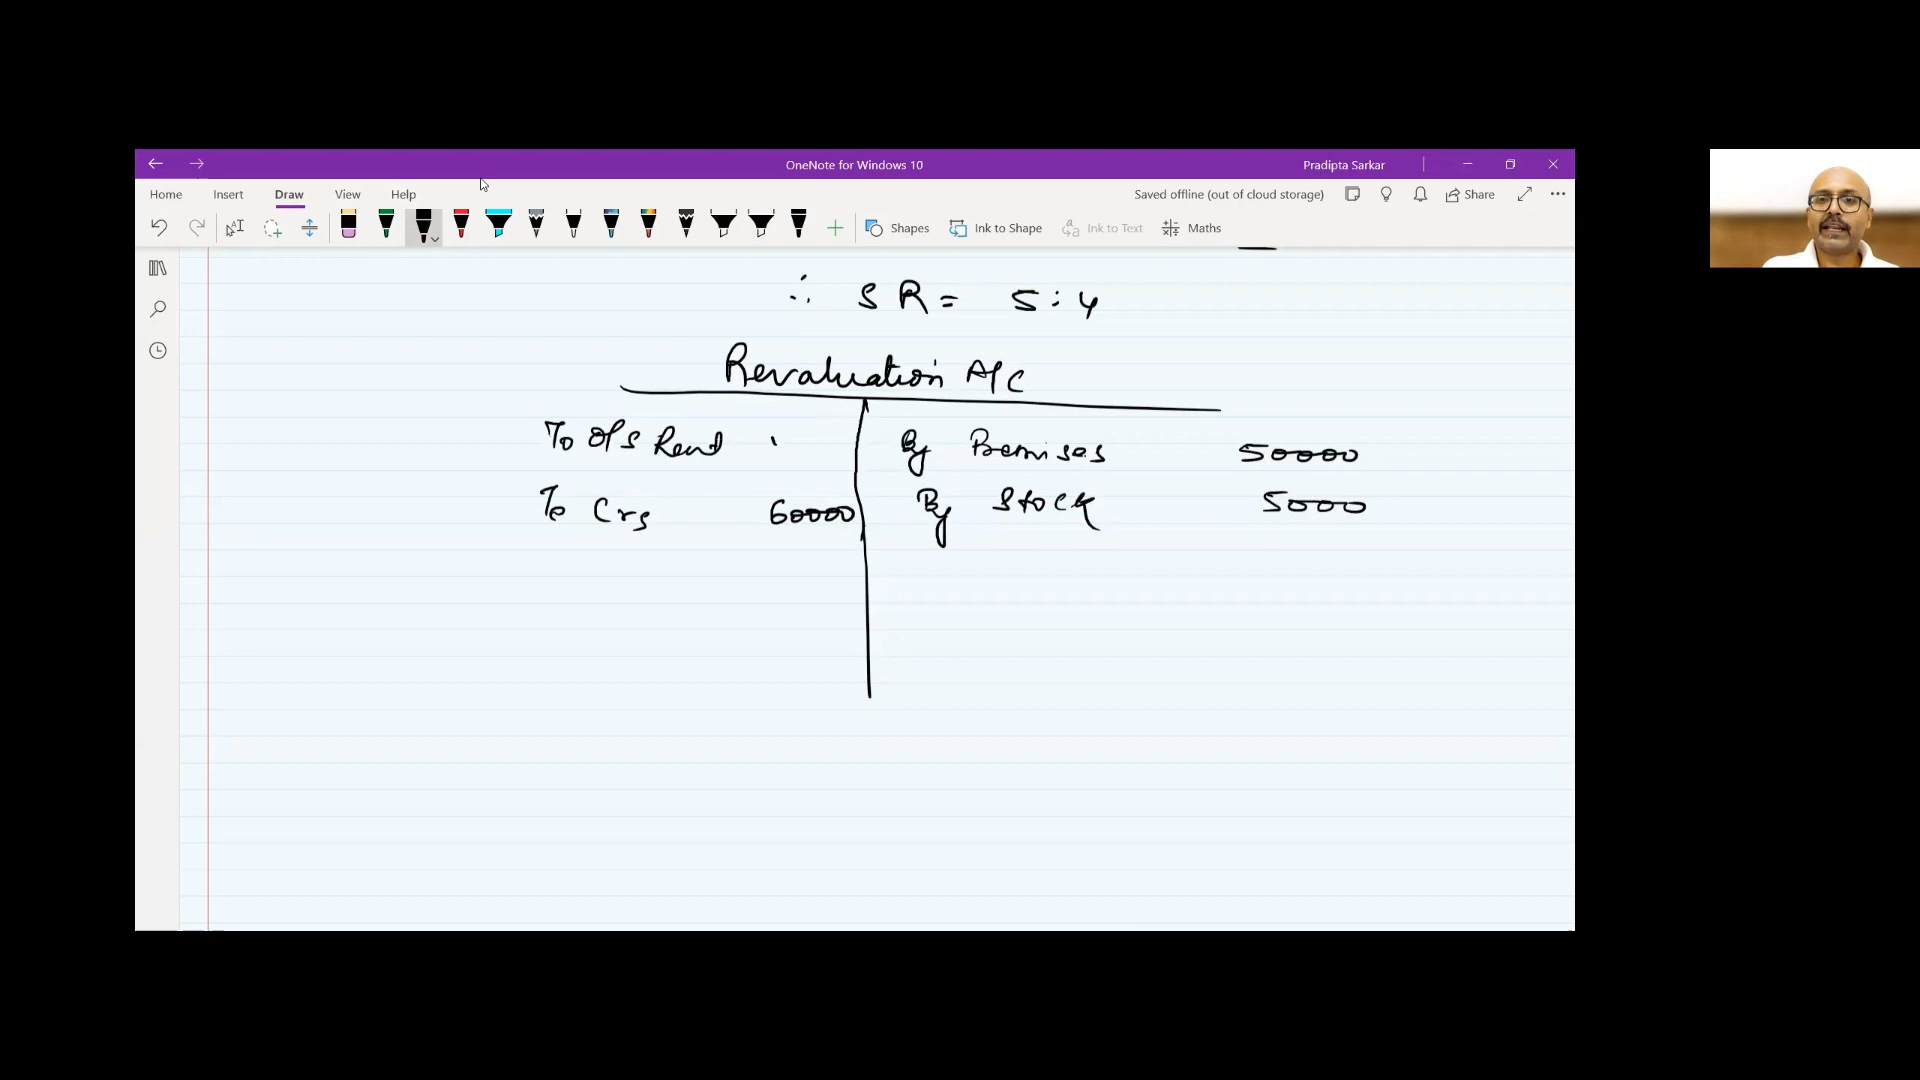 OneNote for Windows 10
Pradipta Sarkar
Home Insert Draw View Help
Saved offline (out of cloud storage)
Share
Shapes
Ink to Shape
Ink to Text
Maths
∴ SR = 5:4
Revaluation A/C
To O/S Rent
By Premises 50000
To Crs 60000
By Stock 5000